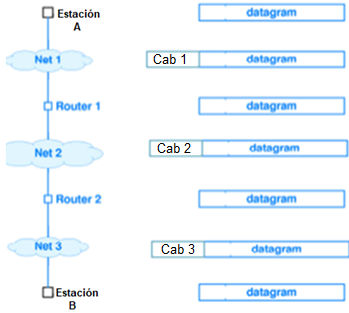 Estación
A
datagram
Net 1
Cab 1
datagram
Router 1
datagram
Net 2
Cab 2
datagram
Router 2
datagram
Net 3
Cab 3
datagram
Estación
B
datagram